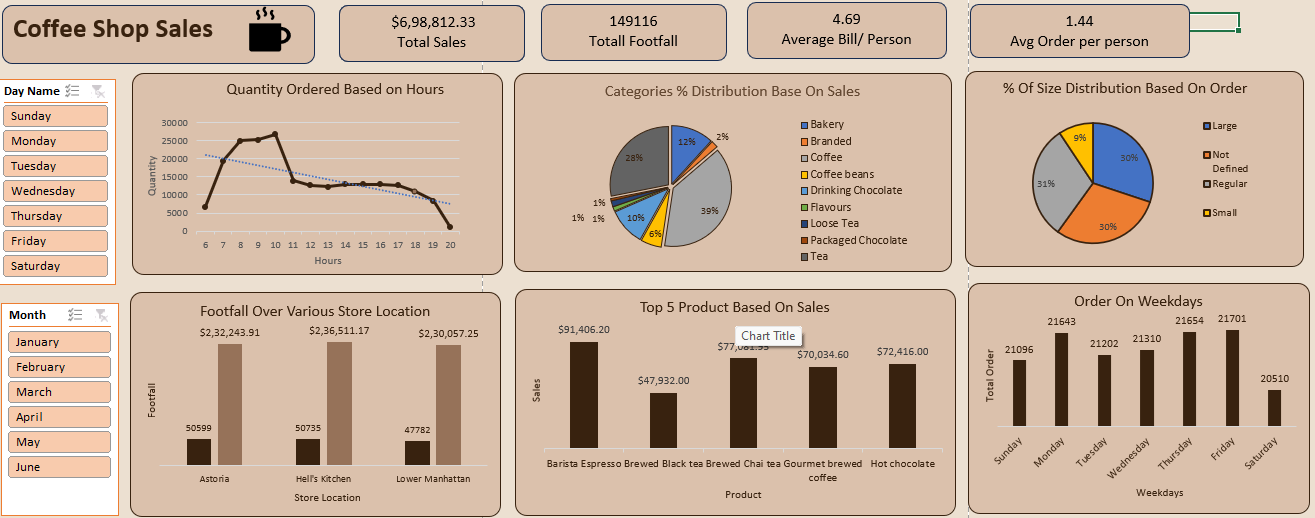 Coffee Shop Sales
$6,98,812.33
Total Sales
149116
Totall Footfall
4.69
Average Bill/ Person
1.44
Avg Order per person
Day Name
Sunday
Monday
Tuesday
Wednesday
Thursday
Friday
Saturday
Month
January
February
March
April
May
June
Quantity Ordered Based on Hours
Quantity
30000
25000
20000
15000
10000
5000
0
6 7 8 9 10 11 12 13 14 15 16 17 18 19 20
Hours
Categories % Distribution Base On Sales
12%
2%
39%
6%
10%
1%
1%
1%
28%
Bakery
Branded
Coffee
Coffee beans
Drinking Chocolate
Flavours
Loose Tea
Packaged Chocolate
Tea
% Of Size Distribution Based On Order
30%
30%
31%
9%
Large
Not
Defined
Regular
Small
Footfall Over Various Store Location
$2,32,243.91 $2,36,511.17 $2,30,057.25
Footfall
50599 50735 47782
Astoria Hell's Kitchen Lower Manhattan
Store Location
Top 5 Product Based On Sales
Chart Title
$91,406.20 $47,932.00 $70,034.60 $72,416.00
Sales
Barista Espresso Brewed Black tea Brewed Chai tea Gourmet brewed coffee Hot chocolate
Product
Order On Weekdays
21096 21643 21202 21310 21654 21701 20510
Total Order
Sunday Monday Tuesday Wednesday Thursday Friday Saturday
Weekdays